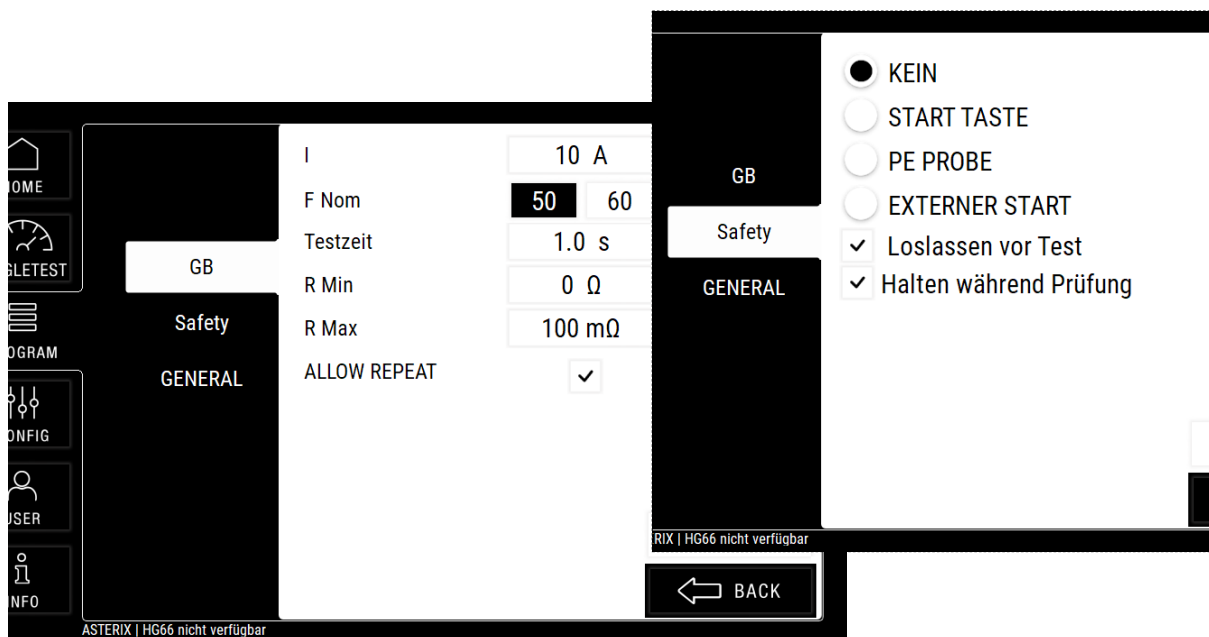 HOME
GLETEST
OGRAM
ONFIG
USER
INFO
GB
Safety
GENERAL
I 10 A
F Nom 50 60
Testzeit 1.0 s
R Min 0 Ω
R Max 100 mΩ
ALLOW REPEAT
BACK
ASTERIX | HG66 nicht verfügbar
GB
Safety
GENERAL
KEIN
START TASTE
PE PROBE
EXTERNER START
Loslassen vor Test
Halten während Prüfung
RIX | HG66 nicht verfügbar